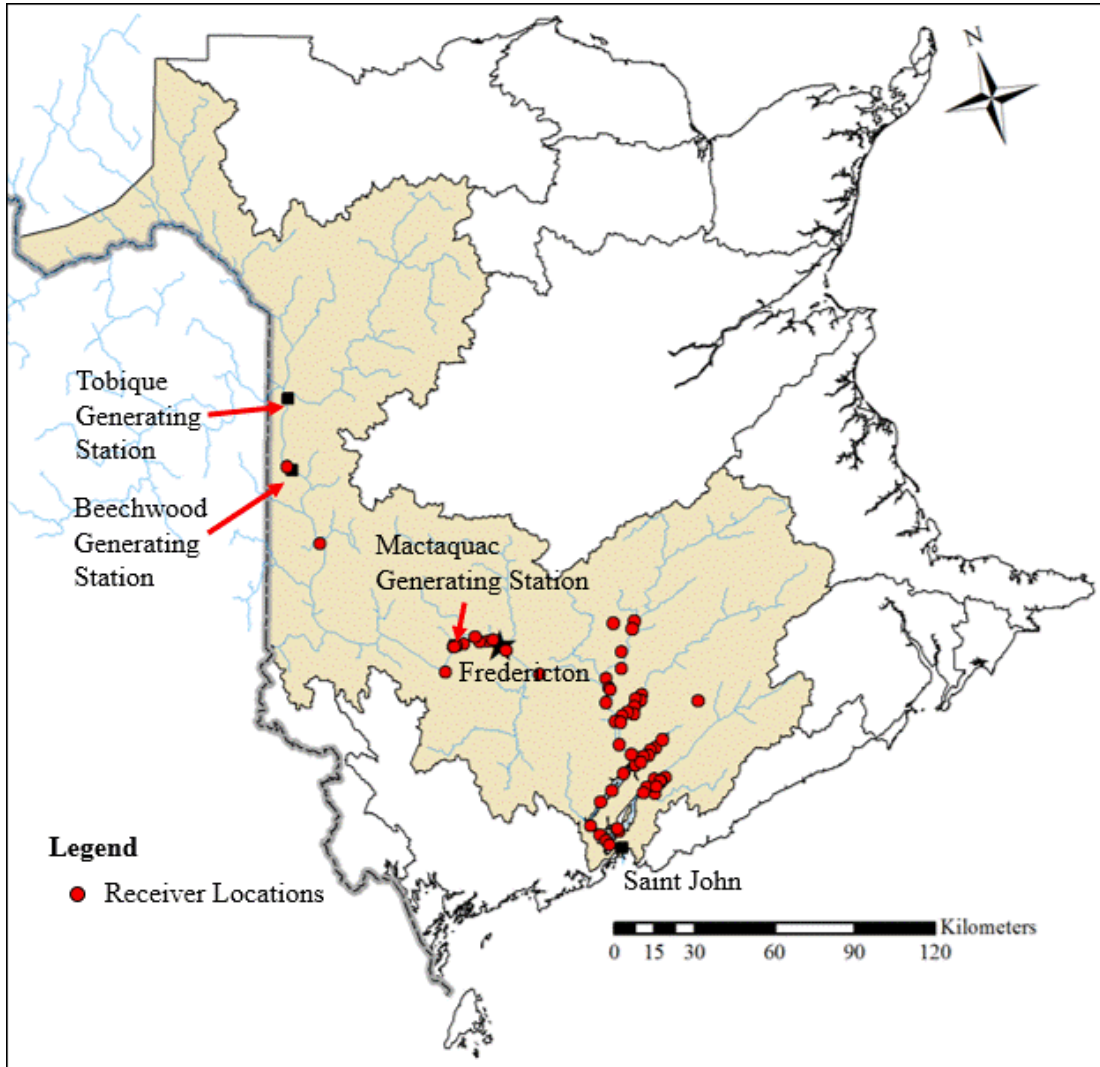 N
Tobique
Generating
Station
Beechwood
Generating
Station
Mactaquac
Generating Station
Fredericton
Legend
Receiver Locations
Saint John
Kilometers
0 15 30 60 90 120